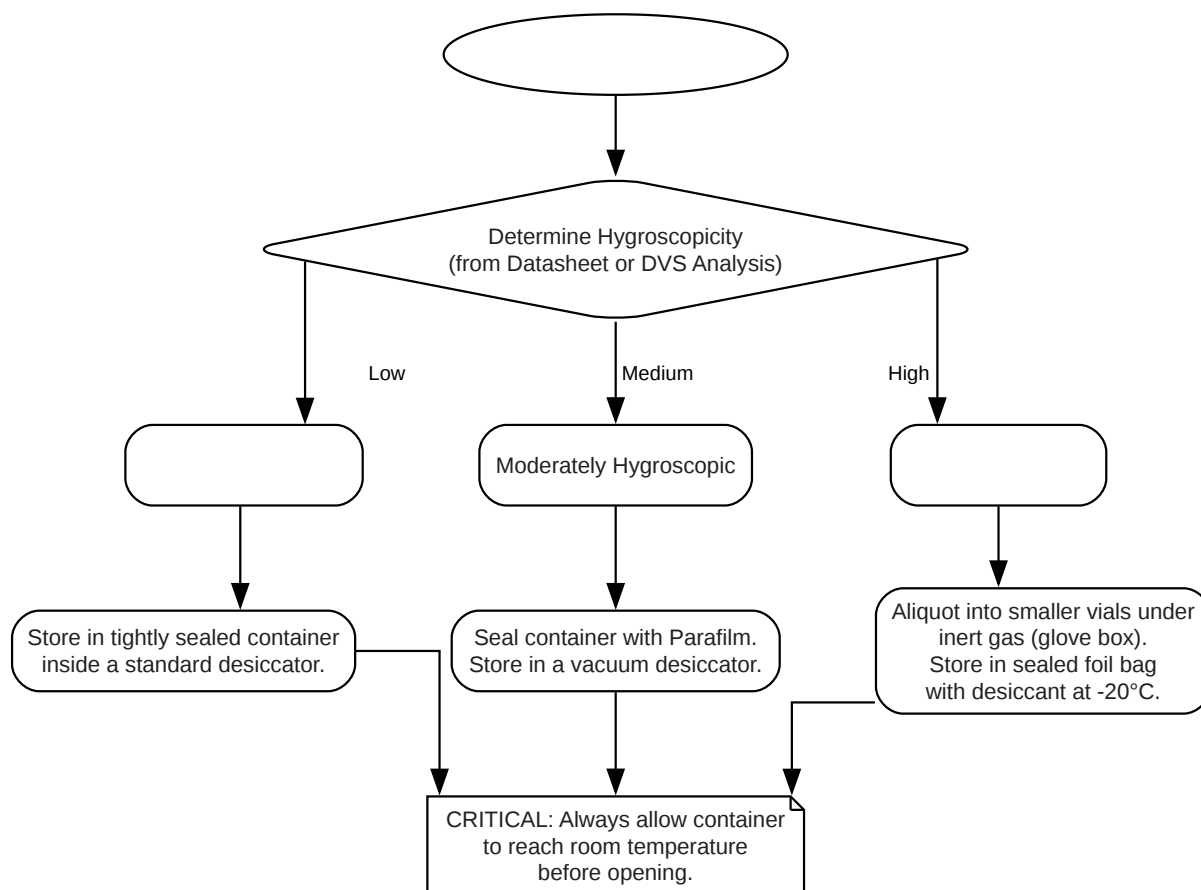 Determine Hygroscopicity
(from Datasheet or DVS Analysis)
Low
Medium
High
Moderately Hygroscopic
Store in tightly sealed container
inside a standard desiccator.
Seal container with Parafilm.
Store in a vacuum desiccator.
Aliquot into smaller vials under
inert gas (glove box).
Store in sealed foil bag
with desiccant at -20°C.
CRITICAL: Always allow container
to reach room temperature
before opening.